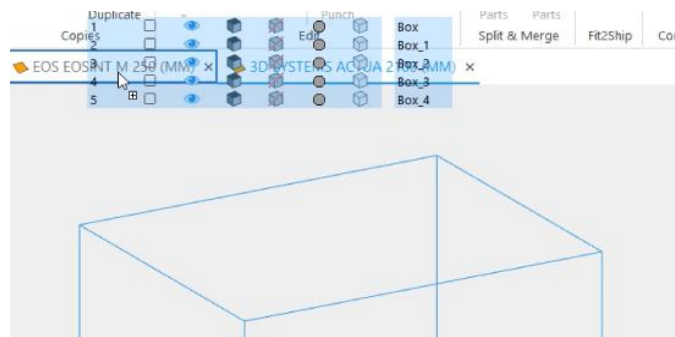 Duplicate
Punch
Parts Parts
Copies
Edit
Split & Merge
Fit2Ship
1 Box
2 Box_1
3 Box_2
4 Box_3
5 Box_4
EOS EOSINT M 250 (MM) ×
3D SYSTEMS ACTUA 2100 (MM) ×